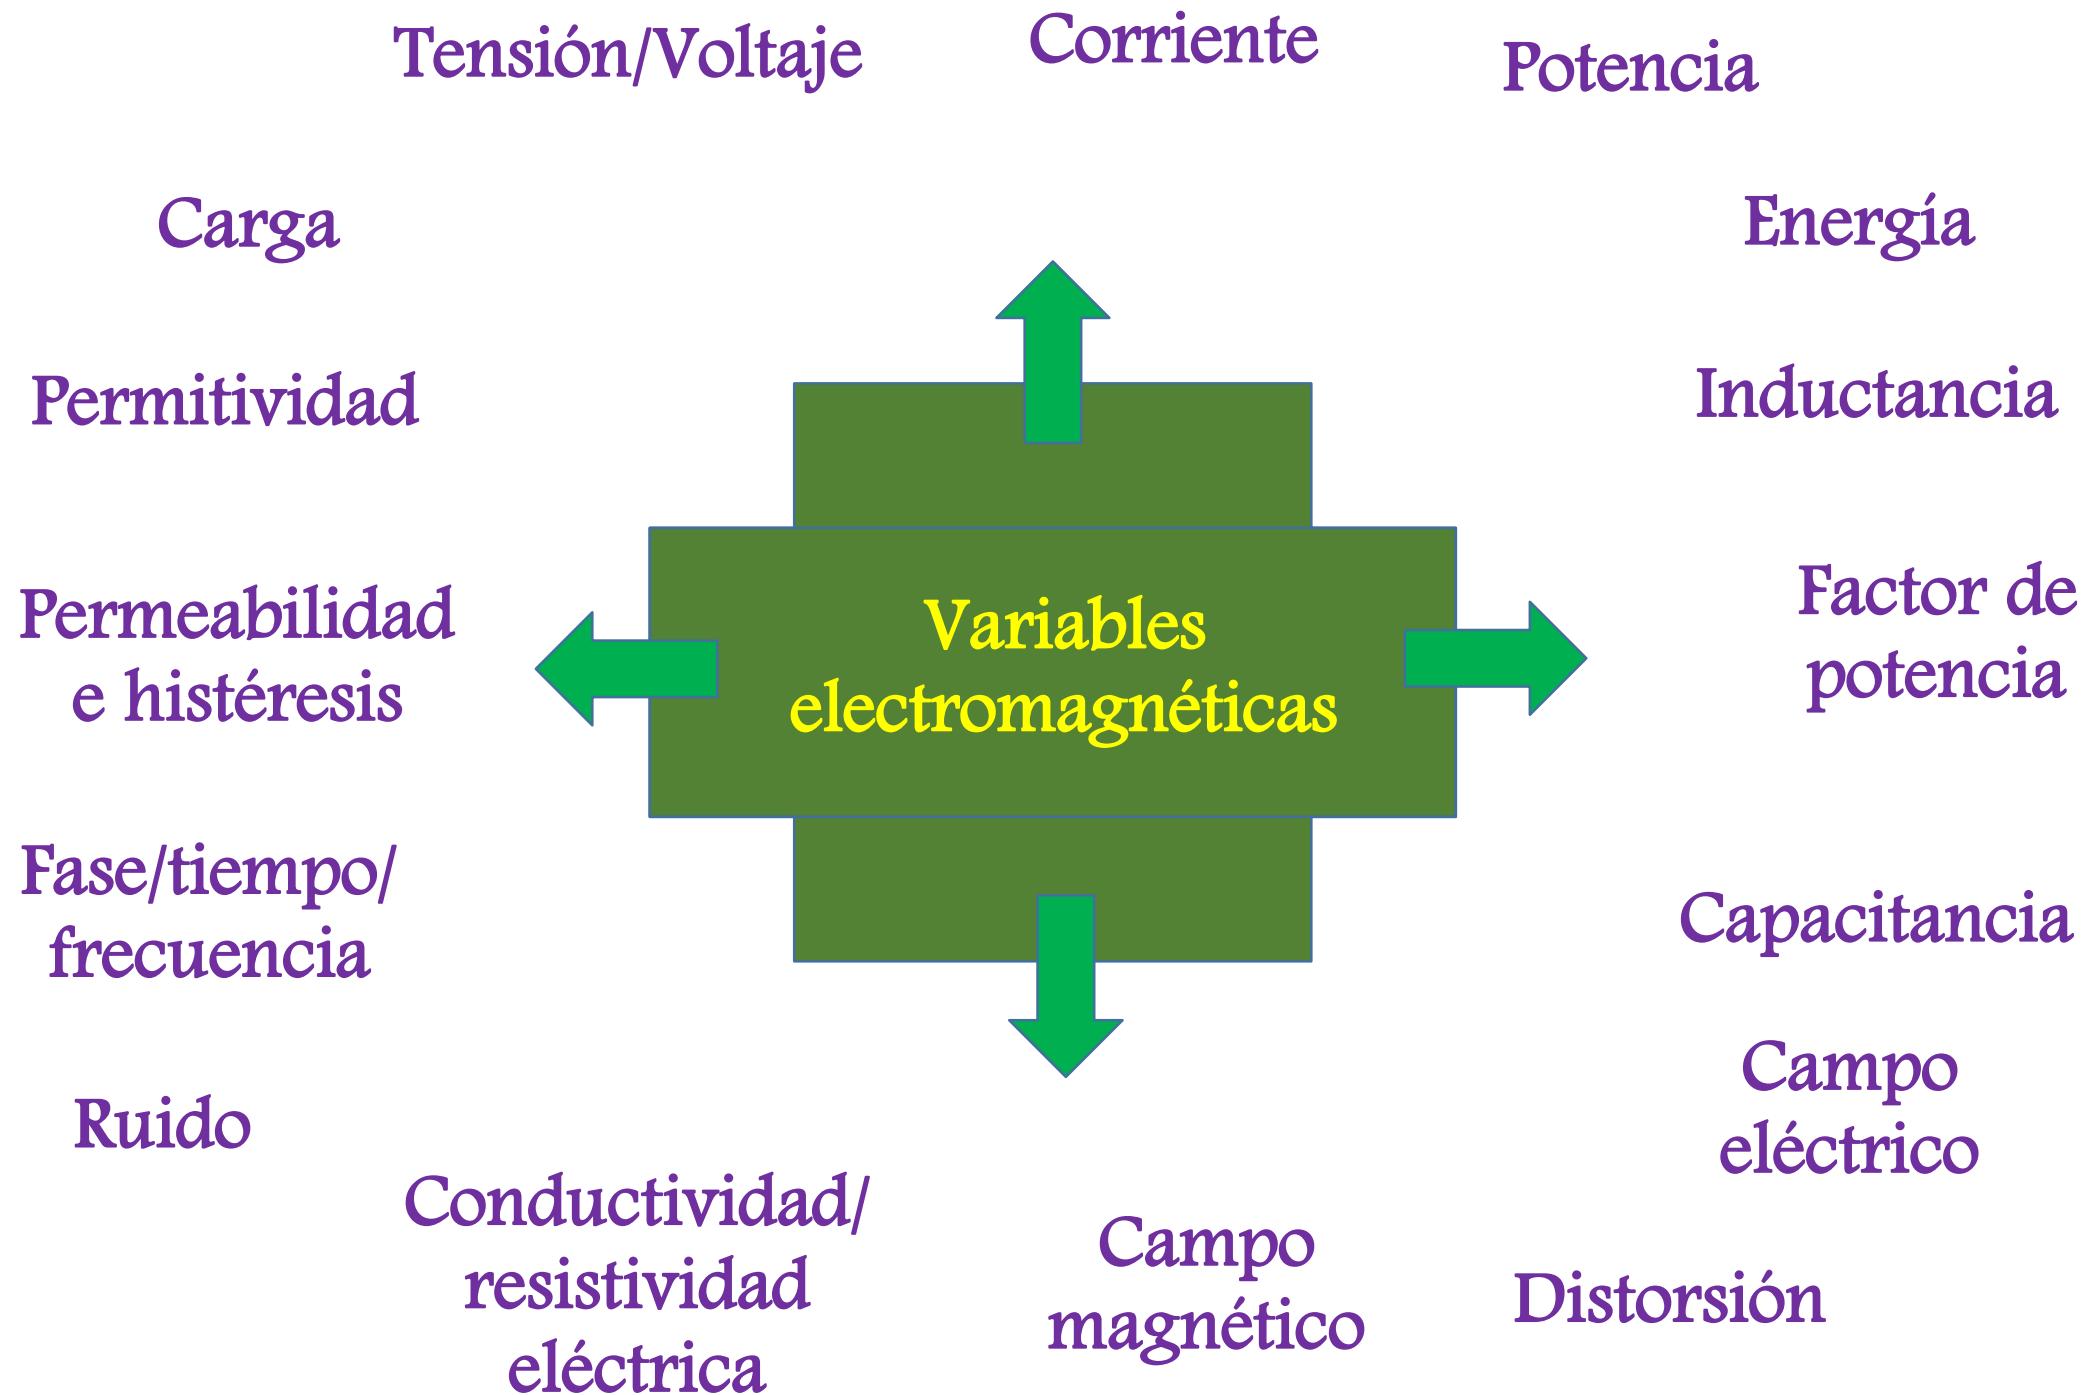 Tensión/Voltaje
Corriente
Potencia
Carga
Energía
Permitividad
Inductancia
Permeabilidad
e histéresis
Variables
electromagnéticas
Factor de
potencia
Fase/tiempo/
frecuencia
Capacitancia
Campo
eléctrico
Ruido
Conductividad/
resistividad
eléctrica
Campo
magnético
Distorsión